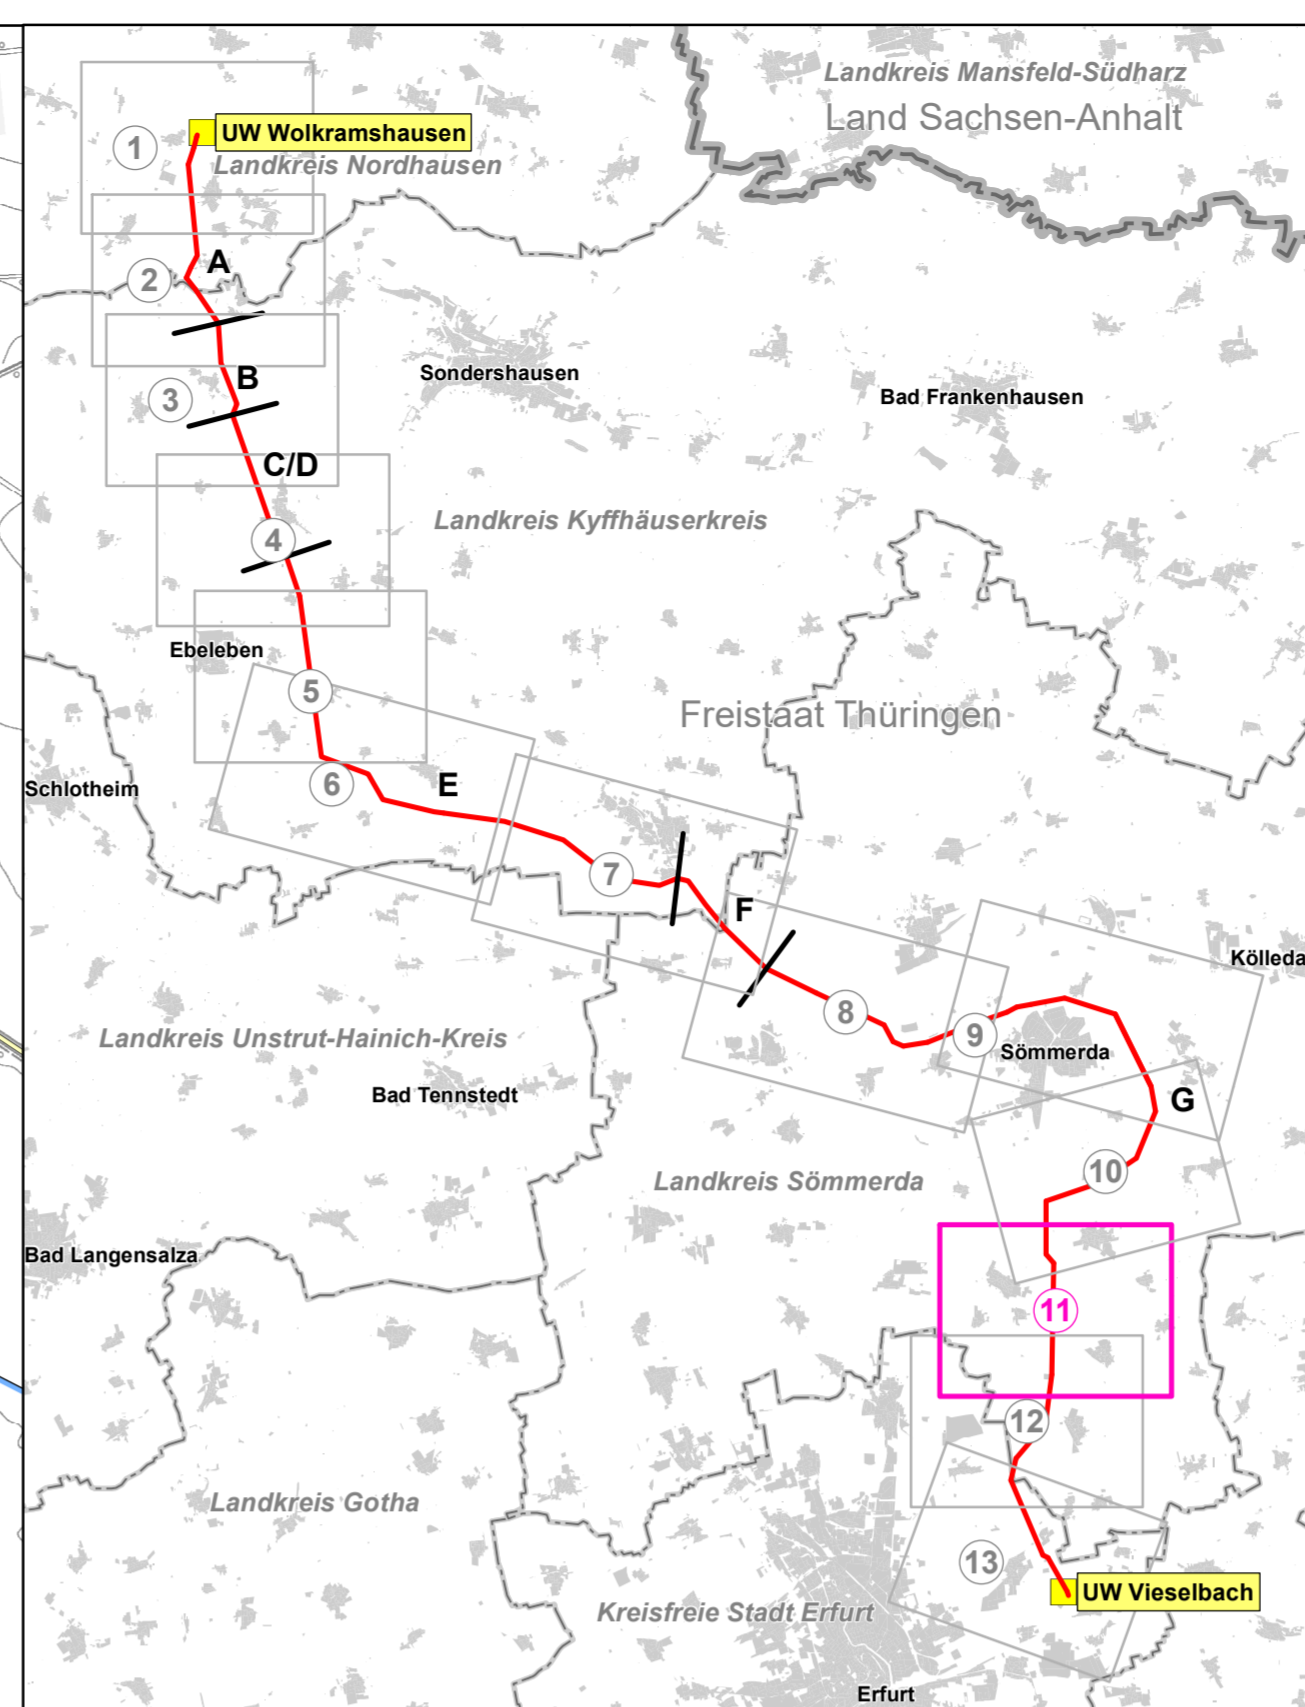 Landkreis Mansfeld-Südharz
Land Sachsen-Anhalt
1
UW Wolkramshausen
Landkreis Nordhausen
A
2
B
Sondershausen
3
Bad Frankenhausen
C/D
Landkreis Kyffhäuserkreis
4
Ebeleben
5
Freistaat Thüringen
Schlotheim
6
E
7
F
Kölleda
8
9
Sömmerda
Landkreis Unstrut-Hainich-Kreis
Bad Tennstedt
G
10
Landkreis Sömmerda
Bad Langensalza
11
12
Landkreis Gotha
13
UW Vieselbach
Kreisfreie Stadt Erfurt
Erfurt